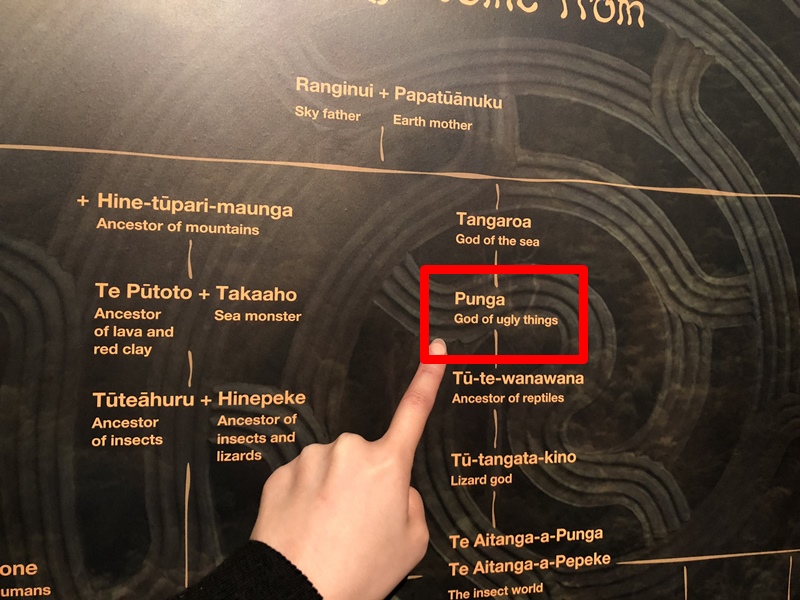 from
Ranginui + Papatūānuku
Sky father Earth mother
+ Hine-tūpari-maunga
Ancestor of mountains
Te Pūtoto + Takaaho
Ancestor
of lava and
red clay
Sea monster
Tūteāhuru + Hinepeke
Ancestor
of insects
Ancestor of
insects and
lizards
Tangaroa
God of the sea
Punga
God of ugly things
Tū-te-wanawana
Ancestor of reptiles
Tū-tangata-kino
Lizard god
Te Aitanga-a-Punga
Te Aitanga-a-Pepeke
The insect world